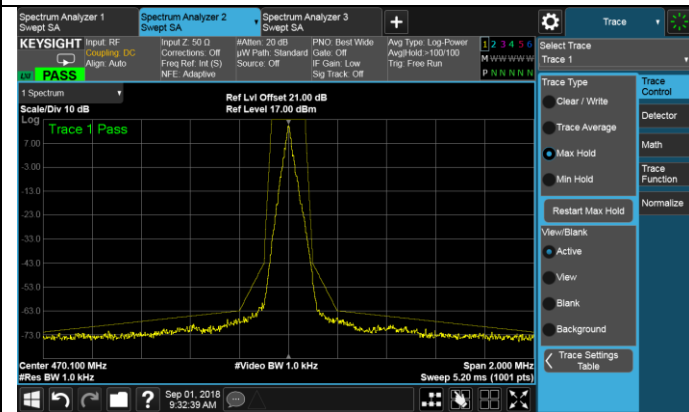 Spectrum Analyzer 1
Swept SA
Spectrum Analyzer 2
Swept SA
Spectrum Analyzer 3
Swept SA
+
Trace
KEYSIGHT
Input: RF
Coupling: DC
Align: Auto
Input Z: 50 Ω
Corrections: Off
Freq Ref: Int (S)
NFE: Adaptive
#Atten: 20 dB
µW Path: Standard
Source: Off
PNO: Best Wide
Gate: Off
IF Gain: Low
Sig Track: Off
Avg Type: Log-Power
Avg|Hold:>100/100
Trig: Free Run
1 2 3 4 5 6
M W W W W W
P N N N N N
PASS
Select Trace
Trace 1
1 Spectrum
Scale/Div 10 dB
Log
Ref Lvl Offset 21.00 dB
Ref Level 17.00 dBm
Trace 1 Pass
7.00
-3.00
-13.0
-23.0
-33.0
-43.0
-53.0
-63.0
-73.0
Center 470.100 MHz
#Res BW 1.0 kHz
#Video BW 1.0 kHz
Span 2.000 MHz
Sweep 5.20 ms (1001 pts)
Trace Type
Clear / Write
Trace Average
Max Hold
Min Hold
Restart Max Hold
View/Blank
Active
View
Blank
Background
Trace Settings
Table
Trace
Control
Detector
Math
Trace
Function
Normalize
?
Sep 01, 2018
9:32:39 AM